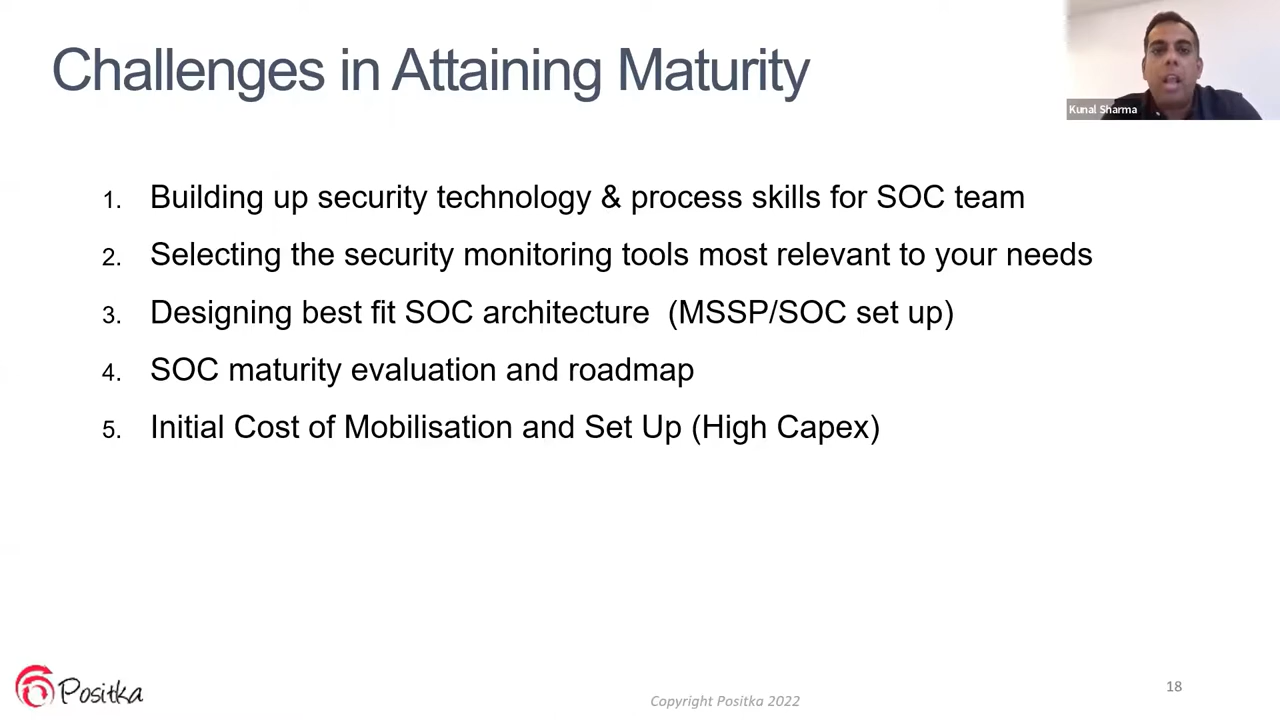 Challenges in Attaining Maturity
Kunal Sharma
1. Building up security technology & process skills for SOC team
2. Selecting the security monitoring tools most relevant to your needs
3. Designing best fit SOC architecture  (MSSP/SOC set up)
4. SOC maturity evaluation and roadmap
5. Initial Cost of Mobilisation and Set Up (High Capex)
Positka
Copyright Positka 2022
18